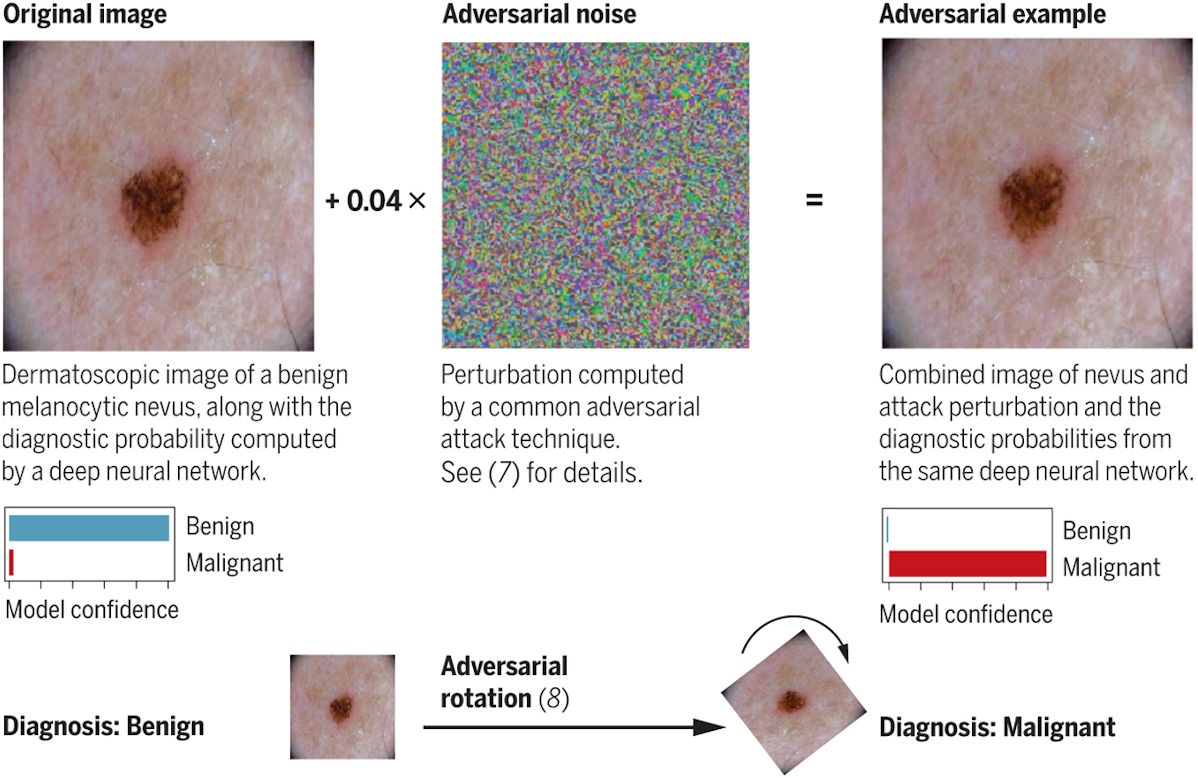 Original image
Adversarial noise
Adversarial example
+ 0.04 ×
=
Dermatoscopic image of a benign
melanocytic nevus, along with the
diagnostic probability computed
by a deep neural network.
Perturbation computed
by a common adversarial
attack technique.
See (7) for details.
Combined image of nevus and
attack perturbation and the
diagnostic probabilities from
the same deep neural network.
Benign
Malignant
Model confidence
Benign
Malignant
Model confidence
Adversarial
rotation (8)
Diagnosis: Benign
Diagnosis: Malignant